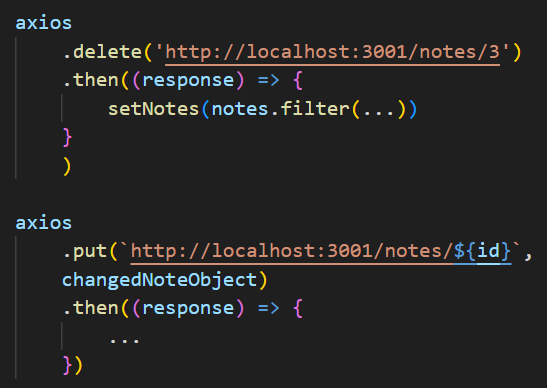 axios
    .delete('http://localhost:3001/notes/3')
    .then((response) => {
        setNotes(notes.filter(...))
    }
    )

axios
    .put(`http://localhost:3001/notes/${id}`,
    changedNoteObject)
    .then((response) => {
        ...
    })